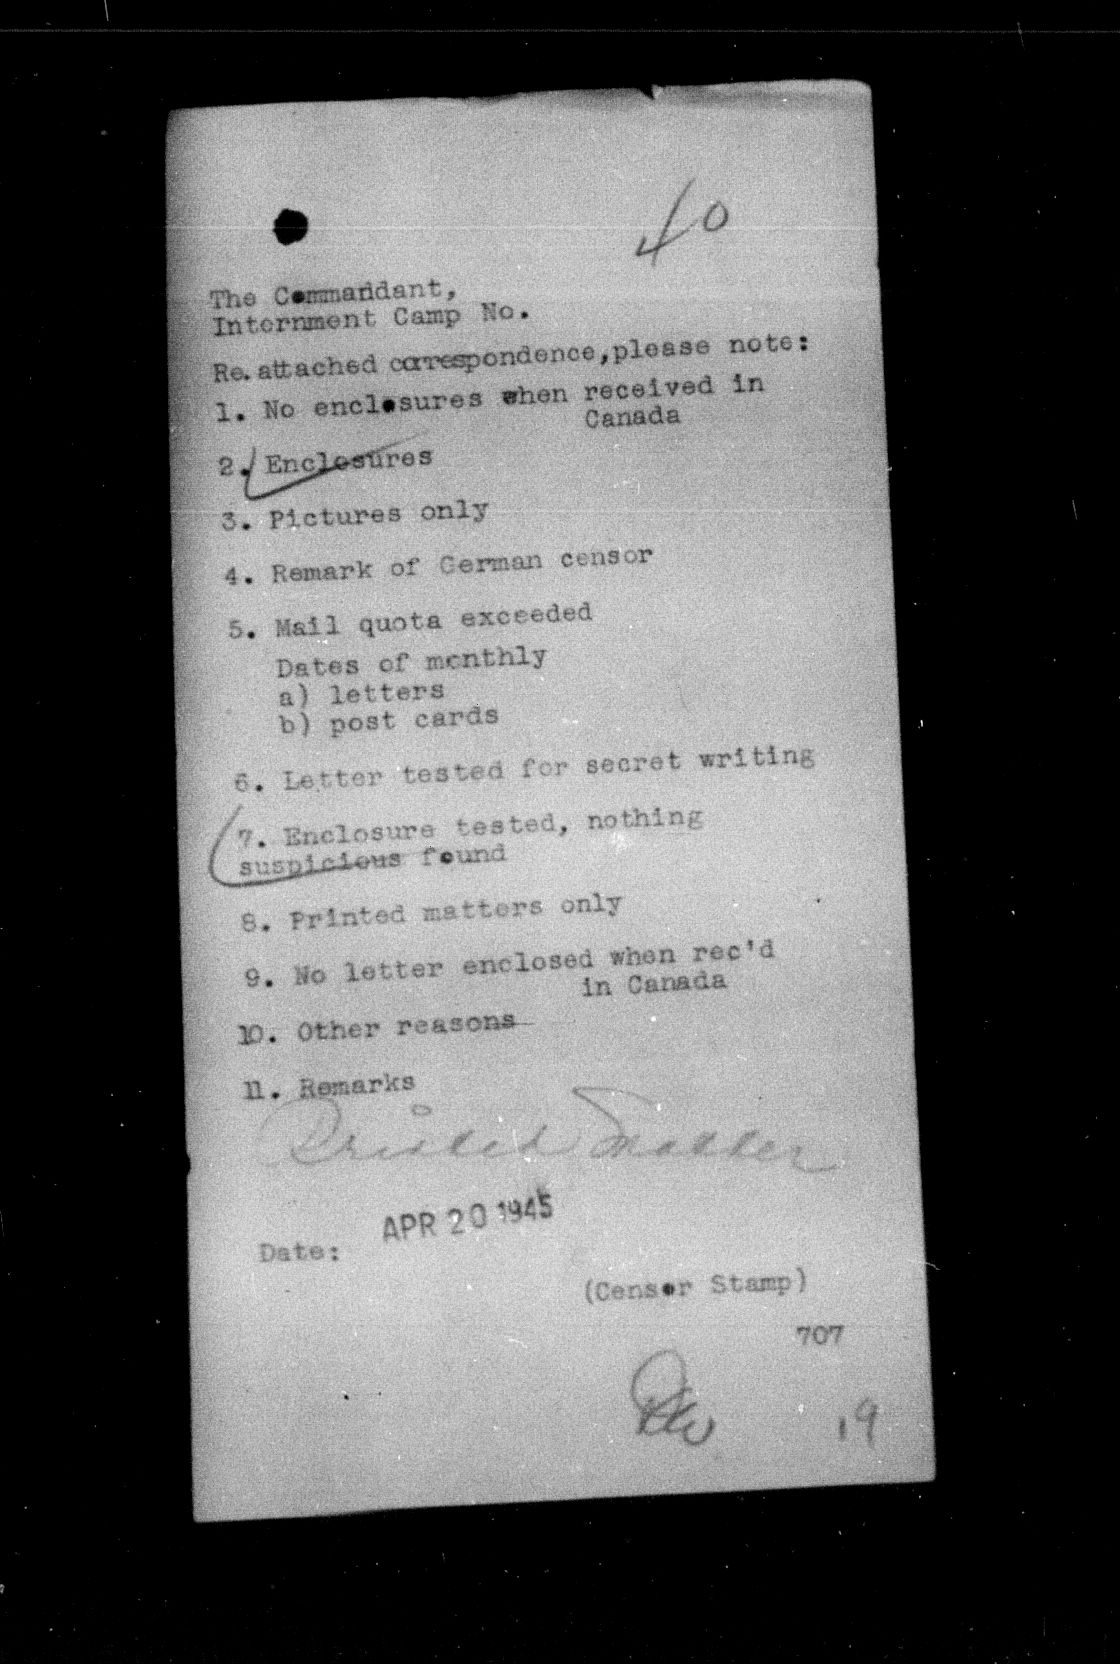 40
The Commandant,
Internment Camp No.
Re. attached correspondence,please note:
1. No enclosures when received in
Canada
2. Enclosures
3. Pictures only
4. Remark of German censor
5. Mail quota exceeded
Dates of monthly
a) letters
b) post cards
6. Letter tested for secret writing
7. Enclosure tested, nothing
suspicious found
8. Printed matters only
9. No letter enclosed when rec'd
in Canada
10. Other reasons
11. Remarks
Printed Matter
APR 20 1945
Date:
(Censor Stamp)
707
19